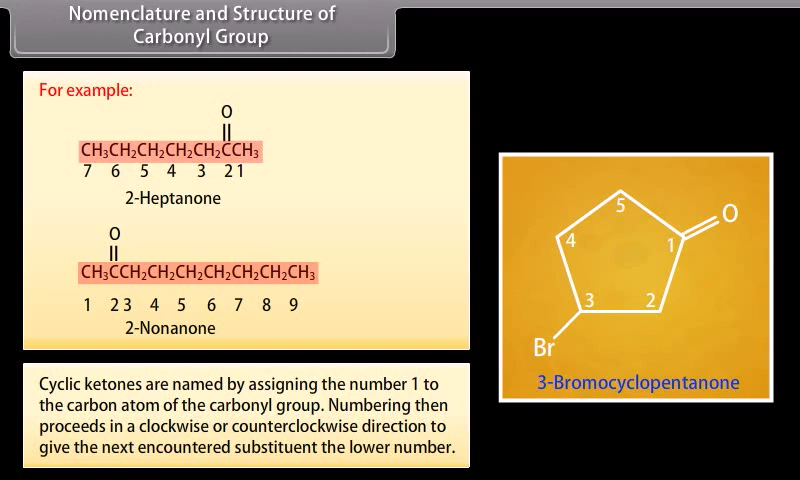 Nomenclature and Structure of
Carbonyl Group
For example:
O
CH₃CH₂CH₂CH₂CH₂CCH₃
7 6 5 4 3 2 1
2-Heptanone
O
CH₃CCH₂CH₂CH₂CH₂CH₂CH₂CH₃
1 2 3 4 5 6 7 8 9
2-Nonanone
Cyclic ketones are named by assigning the number 1 to
the carbon atom of the carbonyl group. Numbering then
proceeds in a clockwise or counterclockwise direction to
give the next encountered substituent the lower number.
5
O
4
1
3
2
Br
3-Bromocyclopentanone